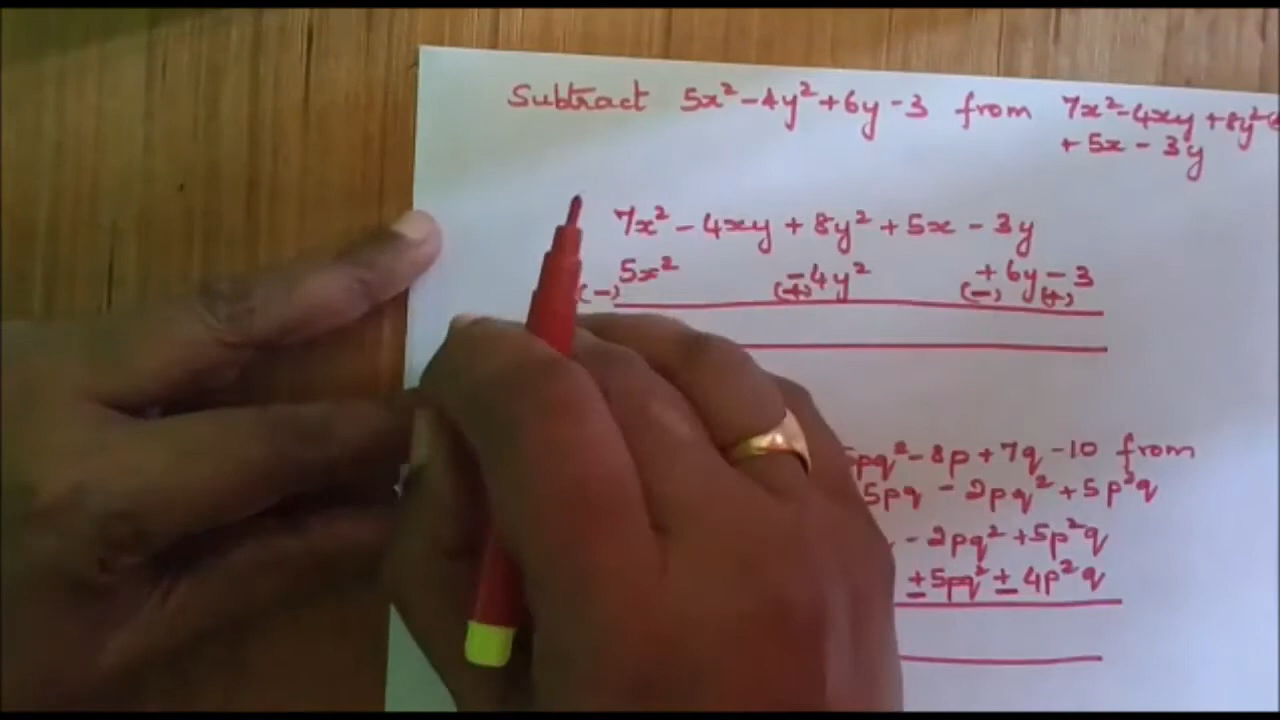 Subtract 5x² - 4y² + 6y - 3 from 7x² - 4xy + 8y²
+ 5x - 3y
7x² - 4xy + 8y² + 5x - 3y
5x² - 4y² + 6y - 3
(-) (+) (-) (+)
pq² - 8p + 7q - 10 from
5pq - 2pq² + 5p²q
- 2pq² + 5p²q
± 5pq² ± 4p²q